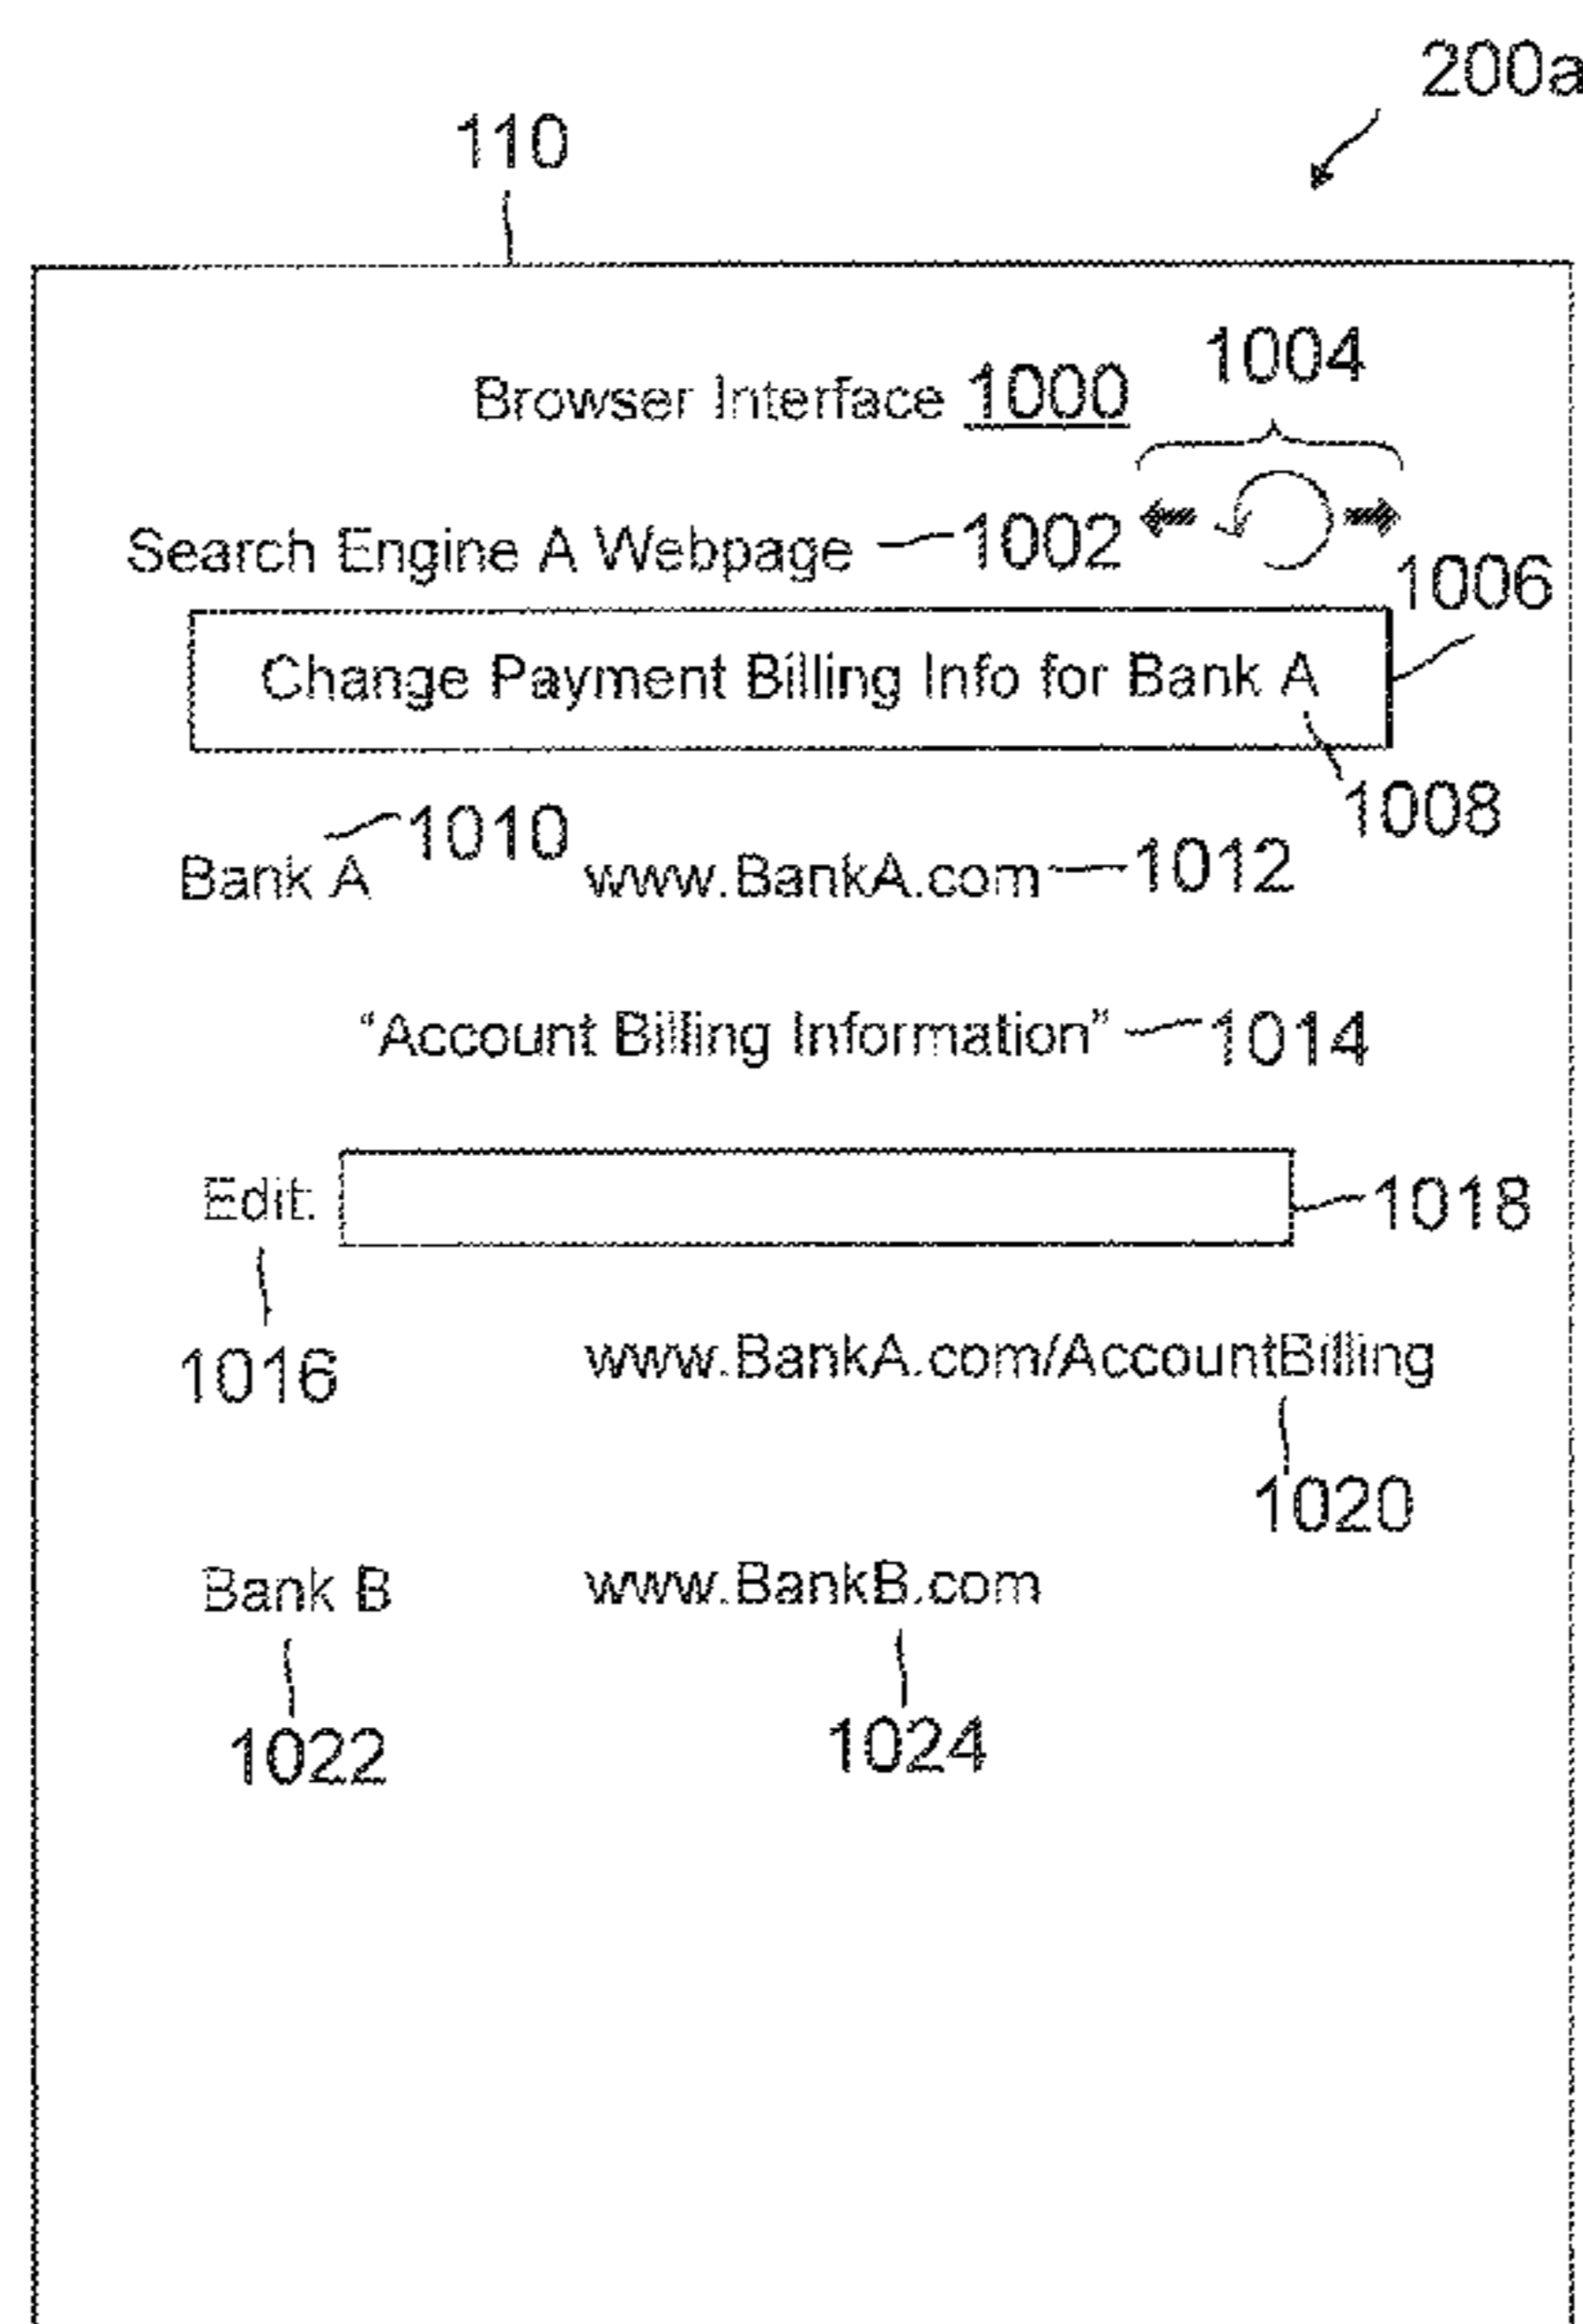 200a
110
1004
Browser Interface 1000
Search Engine A Webpage 1002
1006
Change Payment Billing Info for Bank A
1008
1010
Bank A www.BankA.com 1012
“Account Billing Information” 1014
Edit: 1018
1016
www.BankA.com/AccountBilling
1020
Bank B www.BankB.com
1022 1024